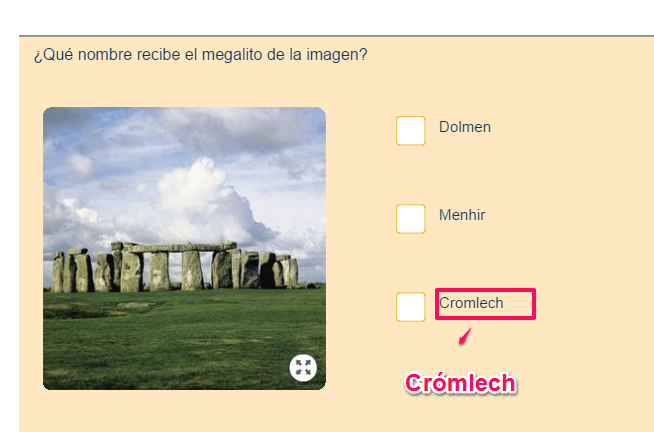 ¿Qué nombre recibe el megalito de la imagen?
Dolmen
Menhir
Cromlech
Crómlech